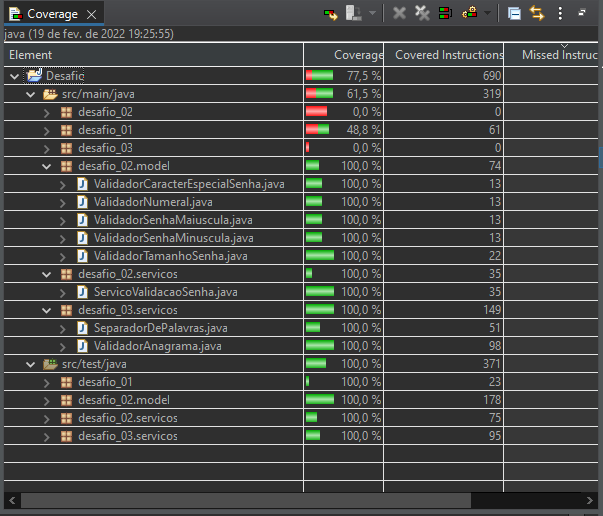 Coverage
java (19 de fev. de 2022 19:25:55)
Element Coverage Covered Instructions Missed Instruc
Desafio 77,5 % 690
src/main/java 61,5 % 319
desafio_02 0,0 % 0
desafio_01 48,8 % 61
desafio_03 0,0 % 0
desafio_02.model 100,0 % 74
ValidadorCaracterEspecialSenha.java 100,0 % 13
ValidadorNumeral.java 100,0 % 13
ValidadorSenhaMaiuscula.java 100,0 % 13
ValidadorSenhaMinuscula.java 100,0 % 13
ValidadorTamanhoSenha.java 100,0 % 22
desafio_02.servicos 100,0 % 35
ServicoValidacaoSenha.java 100,0 % 35
desafio_03.servicos 100,0 % 149
SeparadorDePalavras.java 100,0 % 51
ValidadorAnagrama.java 100,0 % 98
src/test/java 100,0 % 371
desafio_01 100,0 % 23
desafio_02.model 100,0 % 178
desafio_02.servicos 100,0 % 75
desafio_03.servicos 100,0 % 95